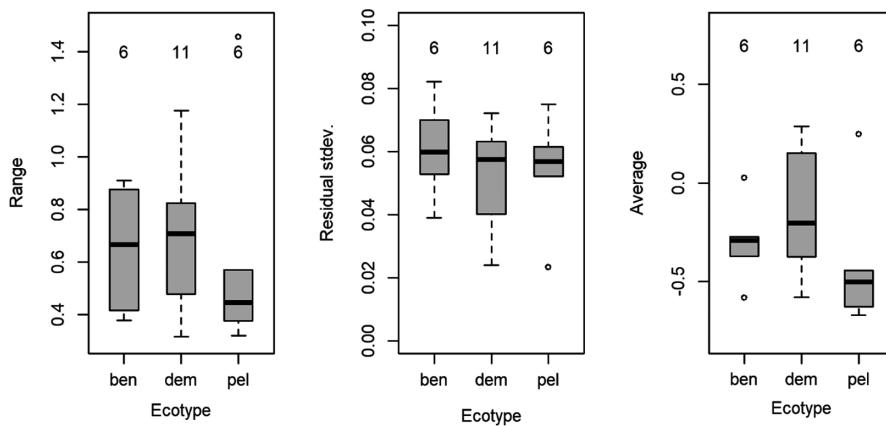 6 11 6
1.4
1.2
1.0
0.8
0.6
0.4
Range
ben dem pel
Ecotype
6 11 6
0.10
0.08
0.06
0.04
0.02
0.00
Residual stdev.
ben dem pel
Ecotype
6 11 6
0.5
0.0
-0.5
Average
ben dem pel
Ecotype